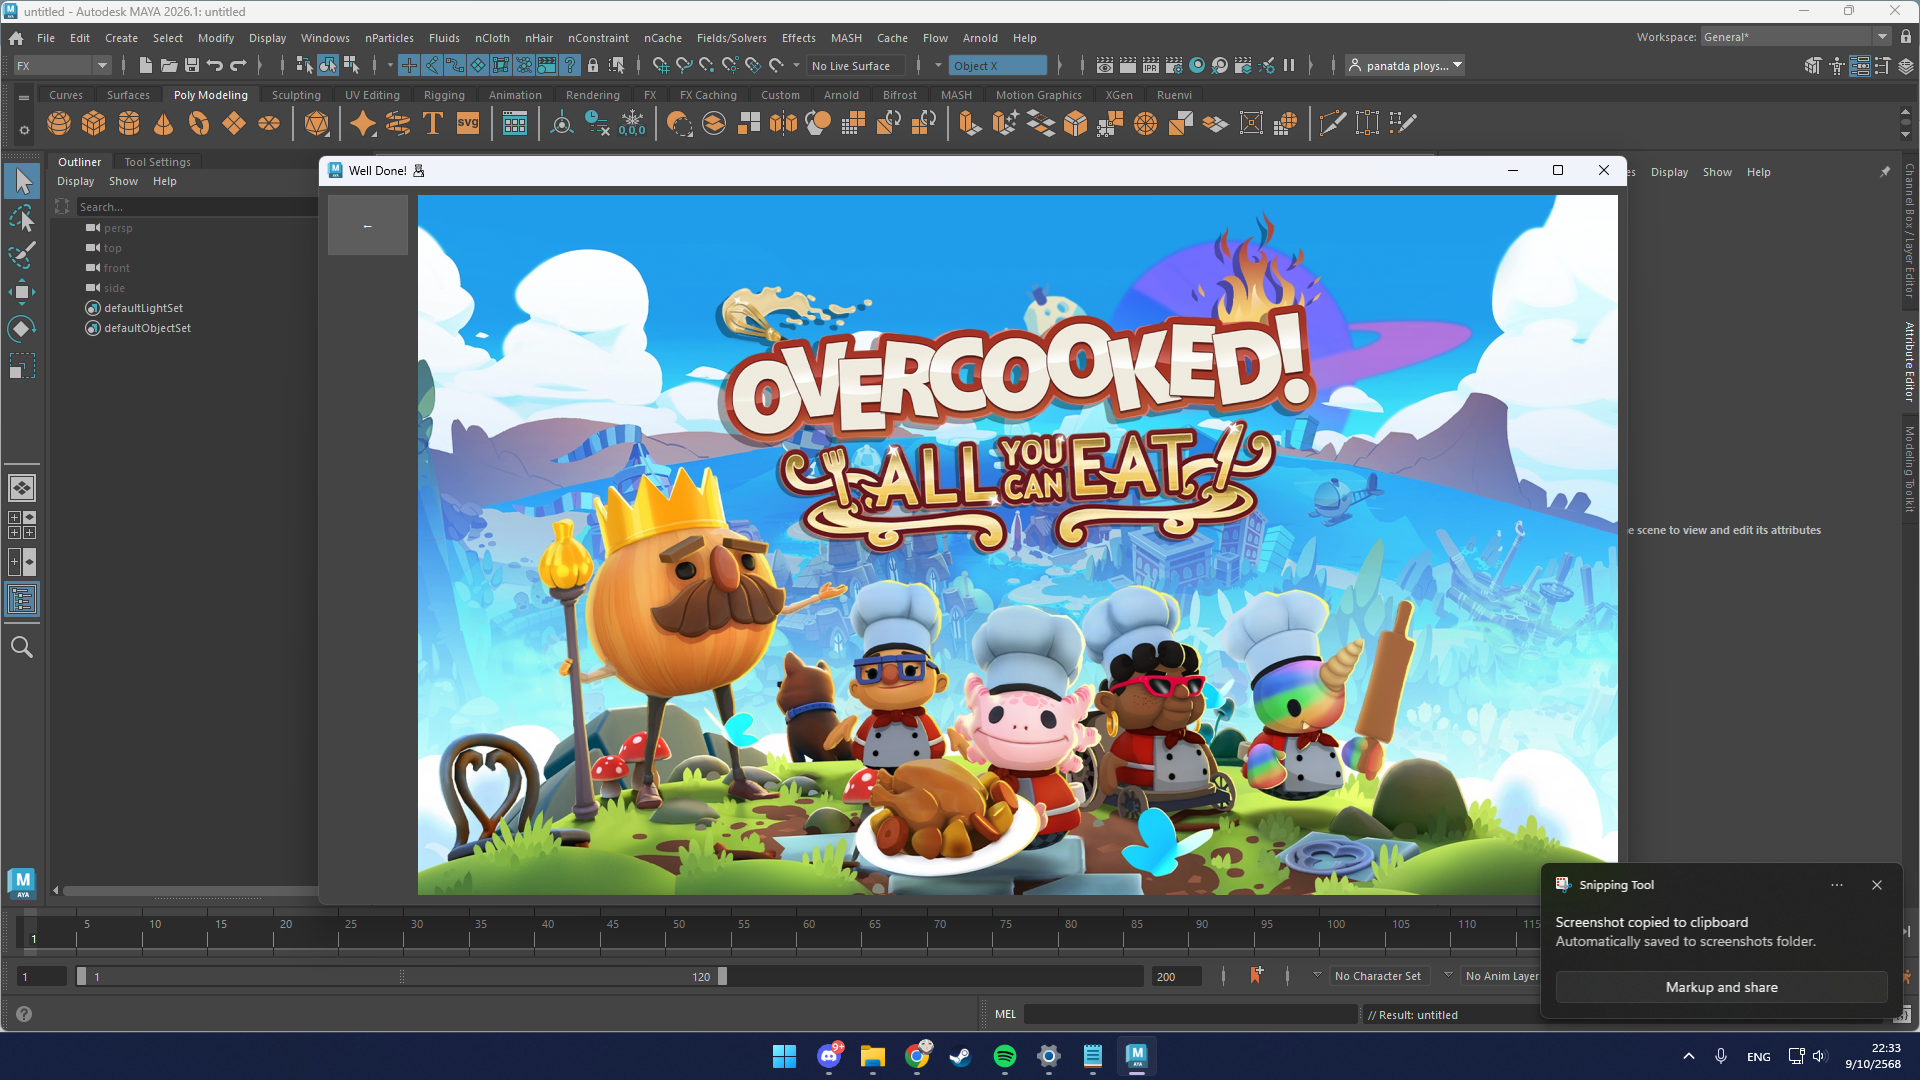 untitled - Autodesk MAYA 2026.1: untitled
File Edit Create Select Modify Display Windows nParticles Fluids nCloth nHair nConstraint nCache Fields/Solvers Effects MASH Cache Flow Arnold Help
Workspace: General*
FX
No Live Surface
Object X
panatda ploys...
Curves Surfaces Poly Modeling Sculpting UV Editing Rigging Animation Rendering FX FX Caching Custom Arnold Bifrost MASH Motion Graphics XGen Ruenvi
IPR
T
SVG
0,0,0
Outliner Tool Settings
Display Show Help
Search...
persp
top
front
side
defaultLightSet
defaultObjectSet
Well Done!
←
OVERCOOKED!
ALL YOU CAN EAT
es Display Show Help
e scene to view and edit its attributes
Channel Box / Layer Editor
Attribute Editor
Modeling Toolkit
M
AYA
5 10 15 20 25 30 35 40 45 50 55 60 65 70 75 80 85 90 95 100 105 110 115
1
1
1
120
200
No Character Set
No Anim Layer
MEL
// Result: untitled
Snipping Tool
Screenshot copied to clipboard
Automatically saved to screenshots folder.
Markup and share
9+
ENG
22:33
9/10/2568